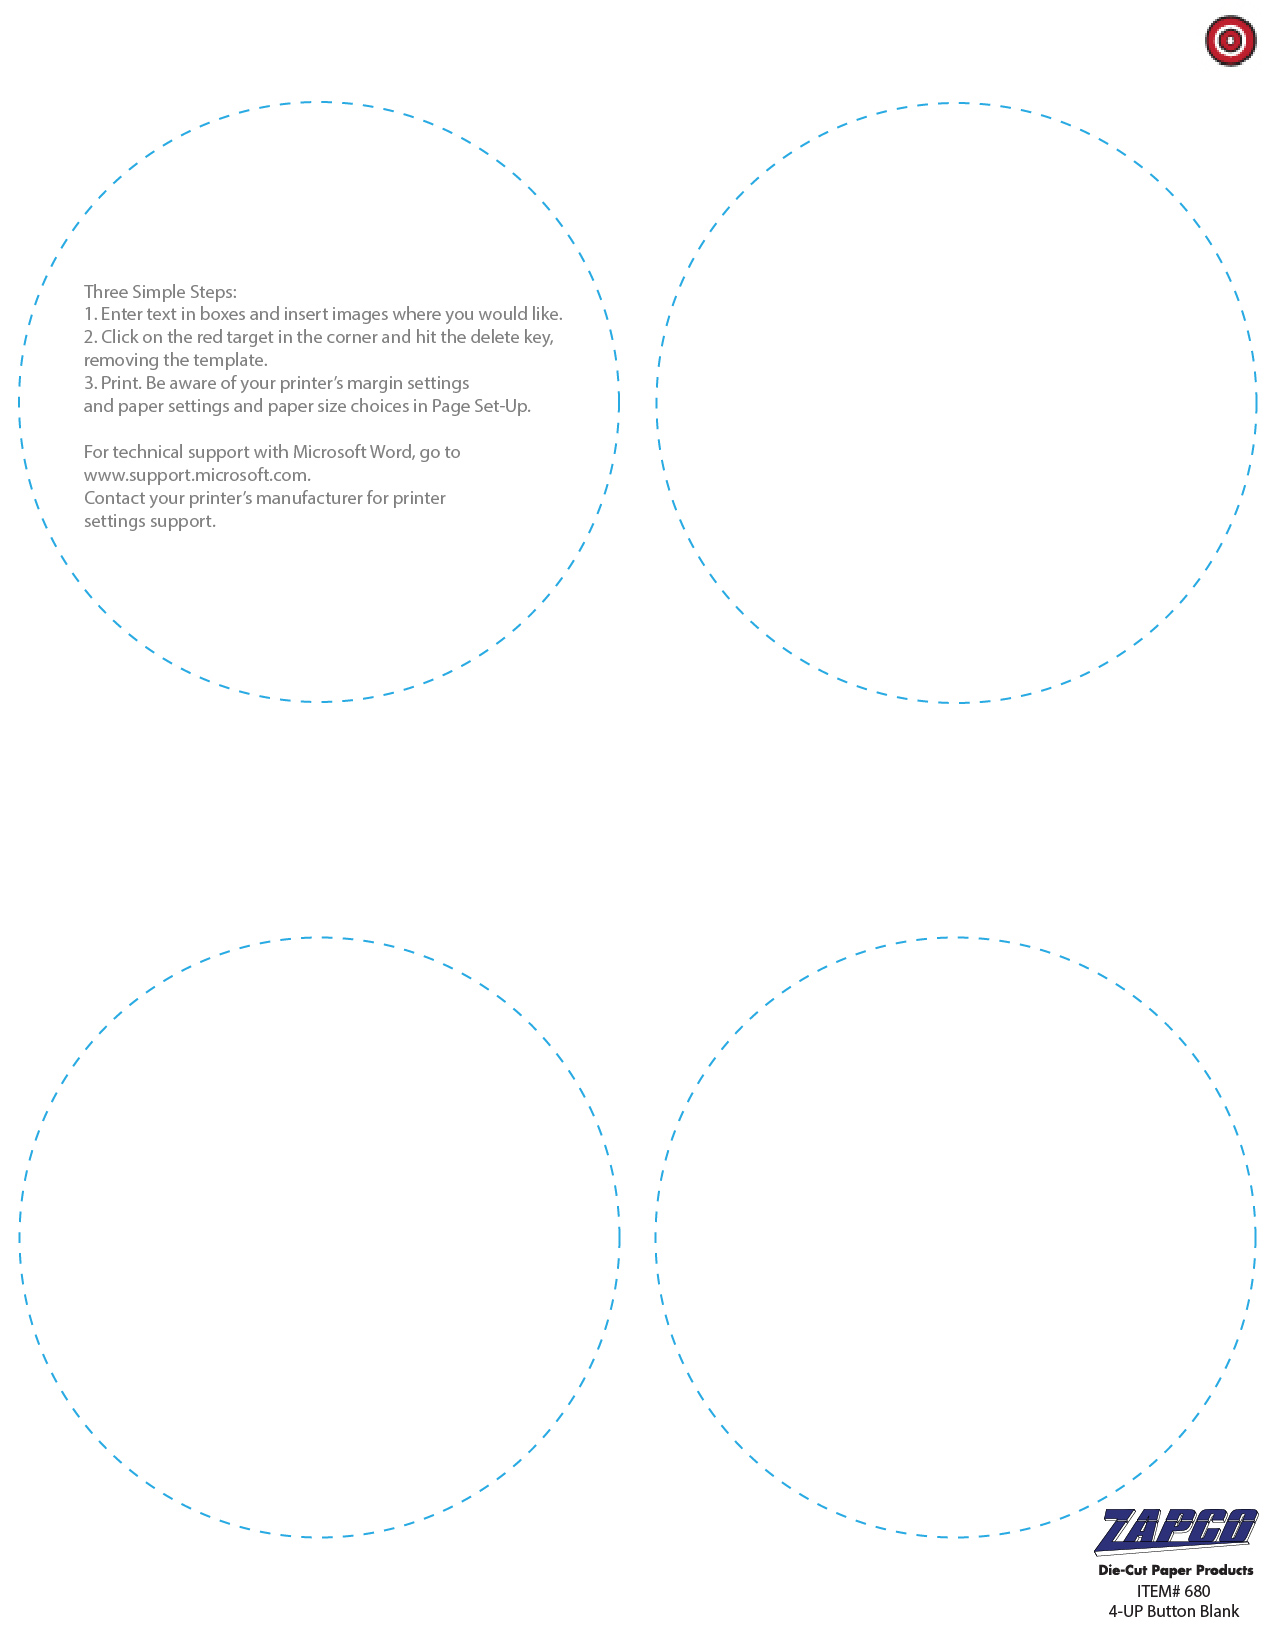 Three Simple Steps:
1. Enter text in boxes and insert images where you would like.
2. Click on the red target in the corner and hit the delete key,
removing the template.
3. Print. Be aware of your printer’s margin settings
and paper settings and paper size choices in Page Set-Up.
For technical support with Microsoft Word, go to
www.support.microsoft.com.
Contact your printer’s manufacturer for printer
settings support.
ZAPCO
Die-Cut Paper Products
ITEM# 680
4-UP Button Blank